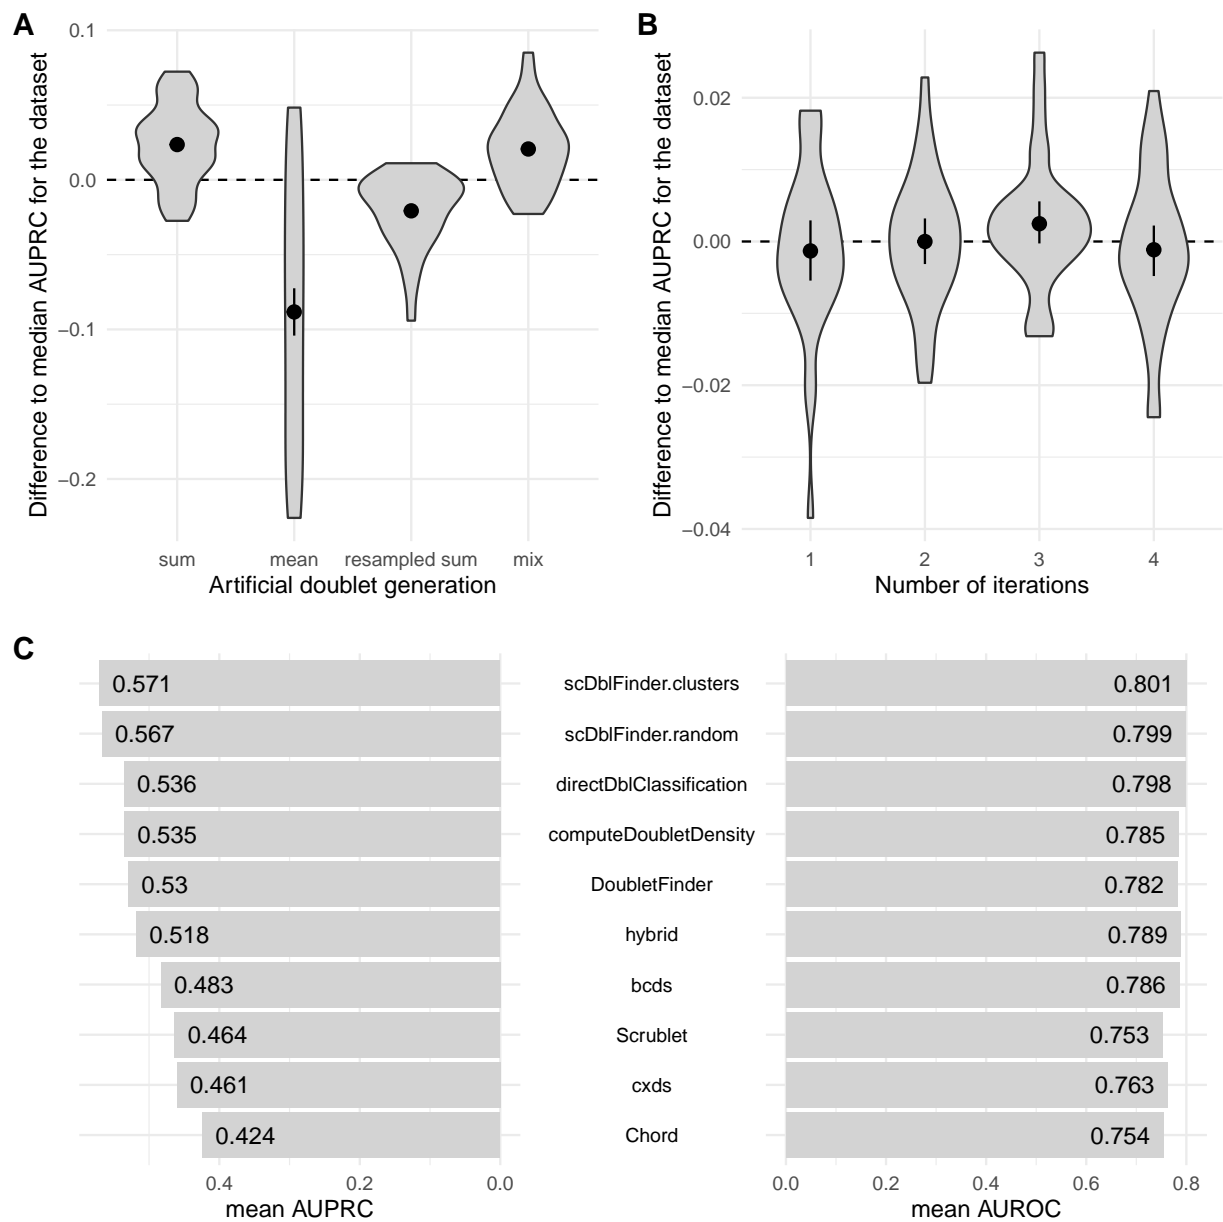 A
Difference to median AUPRC for the dataset
0.1
0.0
−0.1
−0.2
sum mean resampled sum mix
Artificial doublet generation
B
Difference to median AUPRC for the dataset
0.02
0.00
−0.02
−0.04
1 2 3 4
Number of iterations
C
0.571 scDblFinder.clusters 0.801
0.567 scDblFinder.random 0.799
0.536 directDblClassification 0.798
0.535 computeDoubletDensity 0.785
0.53 DoubletFinder 0.782
0.518 hybrid 0.789
0.483 bcds 0.786
0.464 Scrublet 0.753
0.461 cxds 0.763
0.424 Chord 0.754
0.4 0.2 0.0 0.0 0.2 0.4 0.6 0.8
mean AUPRC mean AUROC